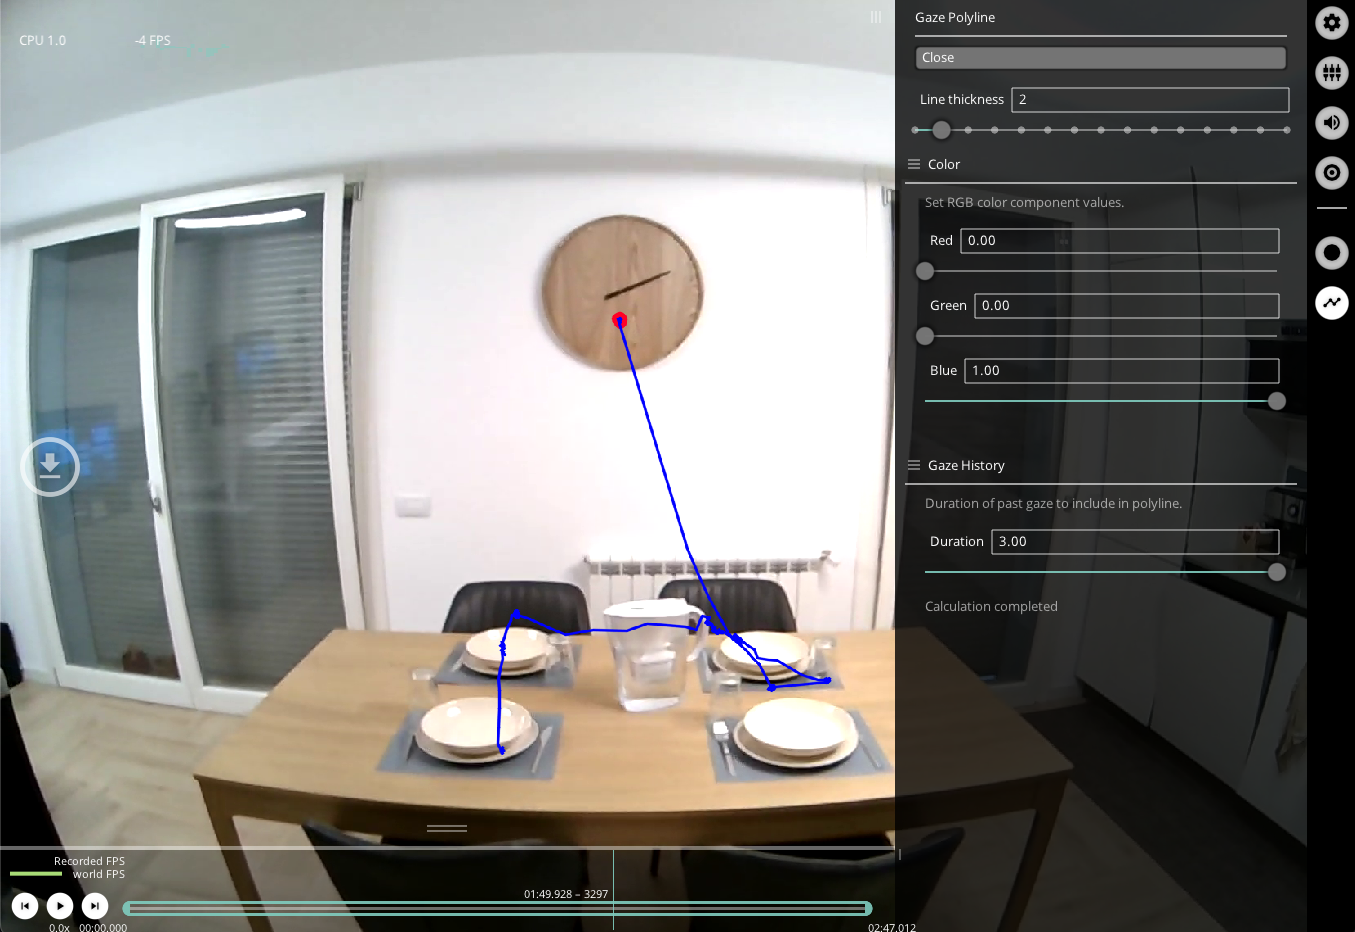 CPU 1.0
-4 FPS
Gaze Polyline
Close
Line thickness 2
Color
Set RGB color component values.
Red 0.00
Green 0.00
Blue 1.00
Gaze History
Duration of past gaze to include in polyline.
Duration 3.00
Calculation completed
Recorded FPS
world FPS
01:49.928 – 3297
0.0x 00:00.000
02:47.012